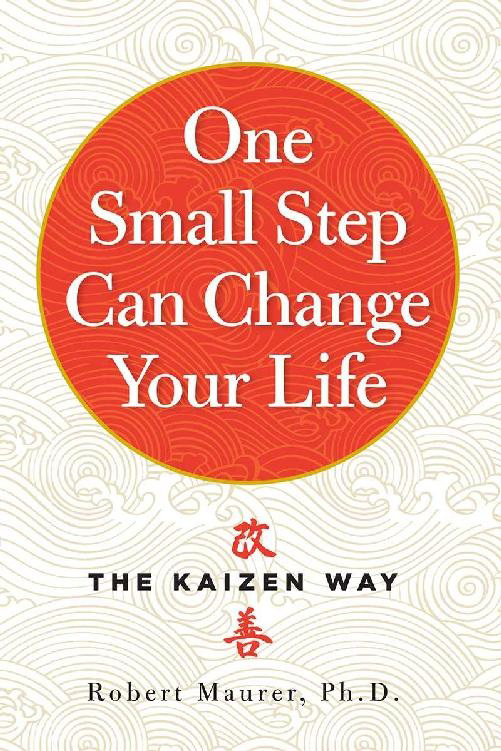 One
Small Step
Can Change
Your Life
改
THE KAIZEN WAY
善
Robert Maurer, Ph.D.